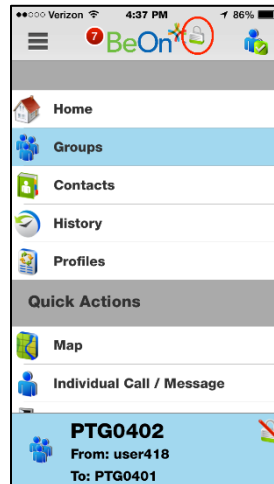 Verizon 4:37 PM 86%
7 BeOn
Home
Groups
Contacts
History
Profiles
Quick Actions
Map
Individual Call / Message
PTG0402
From: user418
To: PTG0401